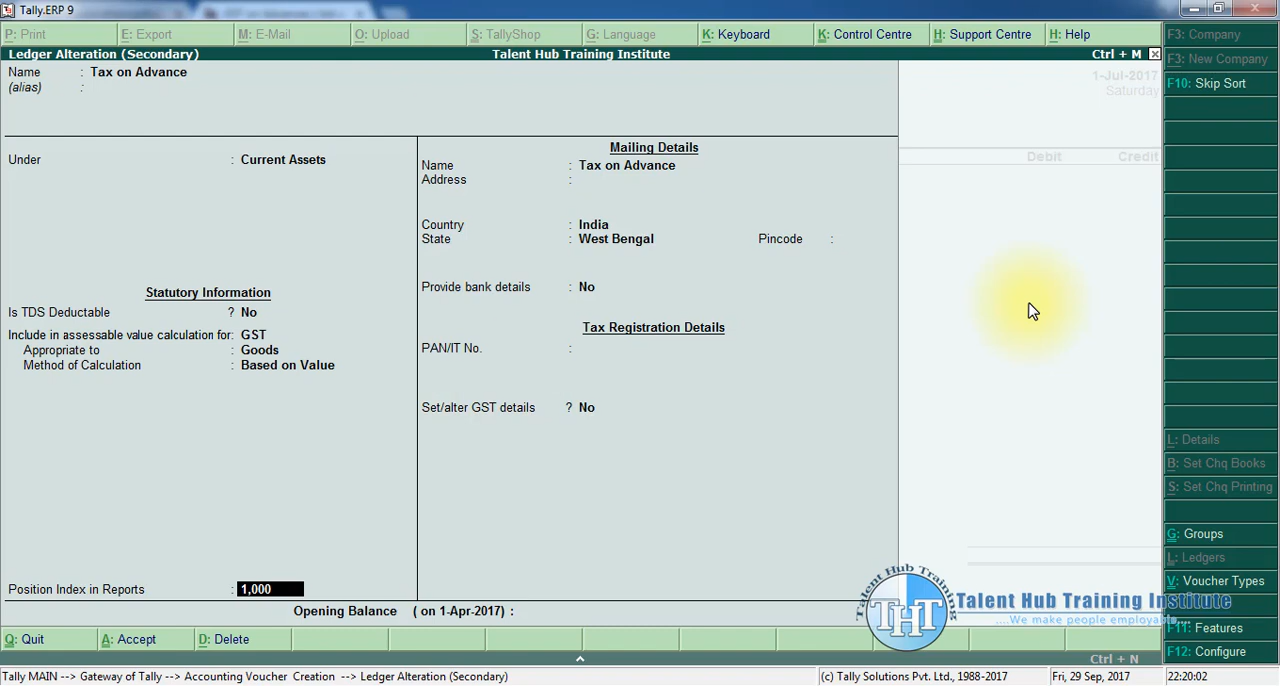 Tally.ERP 9
P: Print E: Export M: E-Mail O: Upload S: TallyShop G: Language K: Keyboard K: Control Centre H: Support Centre H: Help
F3: Company
F3: New Company
F10: Skip Sort
Ledger Alteration (Secondary) Talent Hub Training Institute Ctrl + M
Name : Tax on Advance
(alias) :
1-Jul-2017
Saturday
Debit Credit
Under : Current Assets
Statutory Information
Is TDS Deductable ? No
Include in assessable value calculation for: GST
Appropriate to : Goods
Method of Calculation : Based on Value
Position Index in Reports : 1,000
Mailing Details
Name : Tax on Advance
Address :
Country : India
State : West Bengal Pincode :
Provide bank details : No
Tax Registration Details
PAN/IT No. :
Set/alter GST details ? No
Opening Balance ( on 1-Apr-2017) :
L: Details
B: Set Chq Books
S: Set Chq Printing
G: Groups
L: Ledgers
V: Voucher Types
F11: Features
F12: Configure
Talent Hub Training
THT
Talent Hub Training Institute
....We make people employable....
Q: Quit A: Accept D: Delete
Ctrl + N
Tally MAIN --> Gateway of Tally --> Accounting Voucher Creation --> Ledger Alteration (Secondary) (c) Tally Solutions Pvt. Ltd., 1988-2017 Fri, 29 Sep, 2017 22:20:02